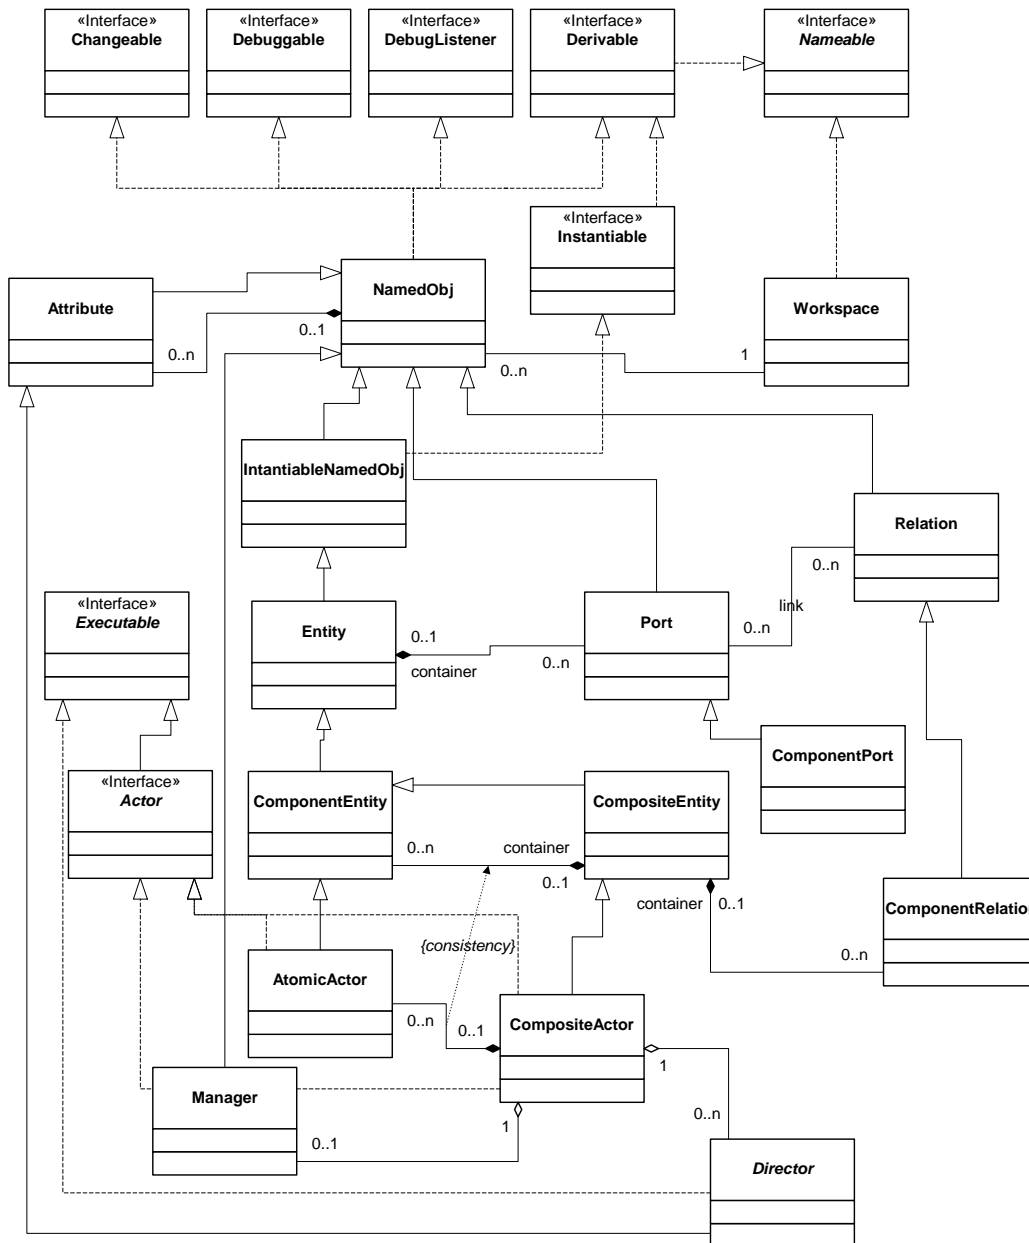 «Interface»
Changeable
«Interface»
Debuggable
«Interface»
DebugListener
«Interface»
Derivable
«Interface»
Nameable
«Interface»
Instantiable
NamedObj
Attribute
Workspace
0..1
0..n
0..n
1
IntantiableNamedObj
Relation
0..n
link
0..n
«Interface»
Executable
Entity
0..1
container
0..n
Port
ComponentPort
«Interface»
Actor
ComponentEntity
CompositeEntity
0..n
container
0..1
container
0..1
ComponentRelation
0..n
{consistency}
AtomicActor
0..n
0..1
CompositeActor
1
0..n
Manager
0..1
1
Director